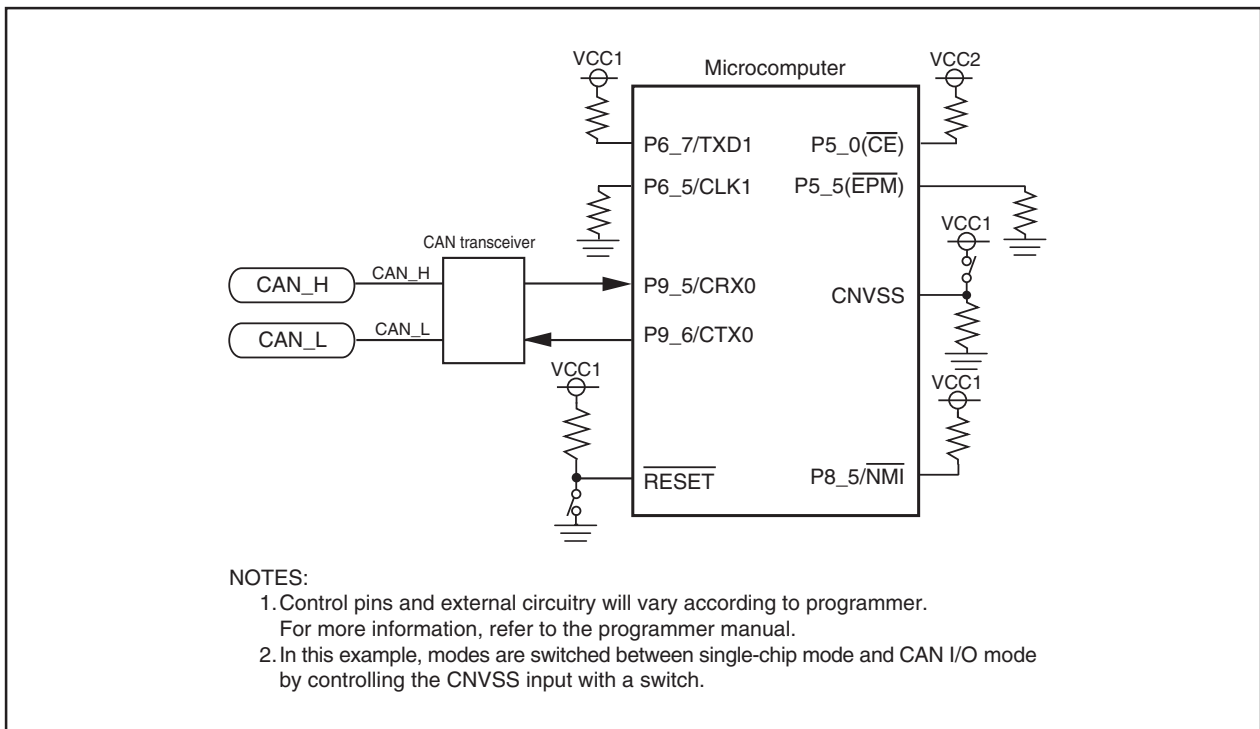 VCC1
Microcomputer
VCC2
P6_7/TXD1
P5_0(CE)
P6_5/CLK1
P5_5(EPM)
VCC1
CAN transceiver
CAN_H
CAN_H
P9_5/CRX0
CNVSS
CAN_L
CAN_L
P9_6/CTX0
VCC1
VCC1
RESET
P8_5/NMI
NOTES:
1. Control pins and external circuitry will vary according to programmer.
For more information, refer to the programmer manual.
2. In this example, modes are switched between single-chip mode and CAN I/O mode
by controlling the CNVSS input with a switch.